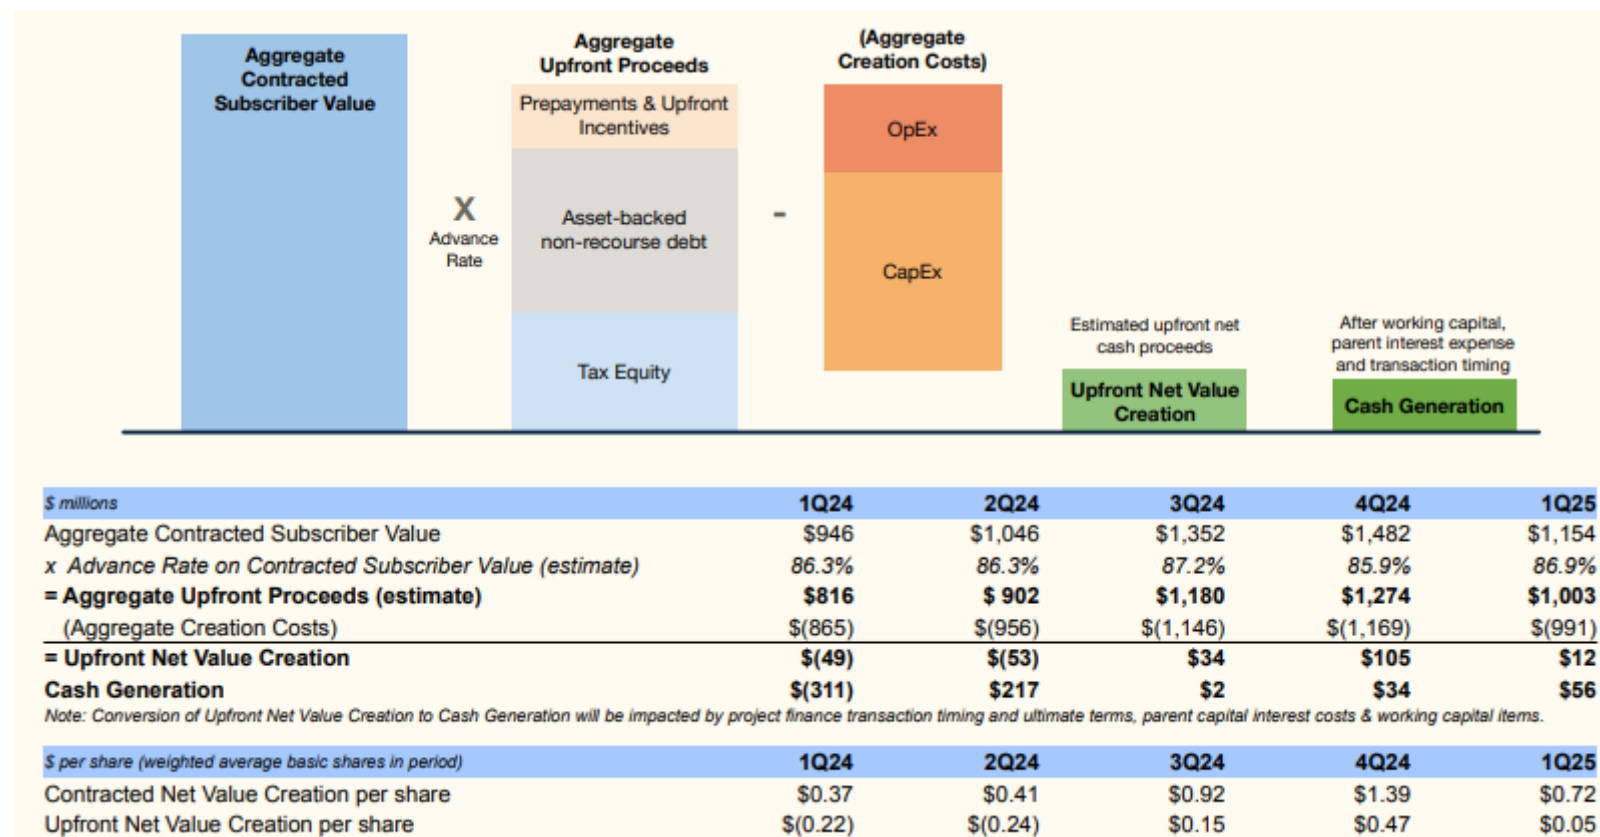 Aggregate
Contracted
Subscriber Value
X
Advance
Rate
Aggregate
Upfront Proceeds
Prepayments & Upfront
Incentives
Asset-backed
non-recourse debt
Tax Equity
-
(Aggregate
Creation Costs)
OpEx
CapEx
Estimated upfront net
cash proceeds
Upfront Net Value
Creation
After working capital,
parent interest expense
and transaction timing
Cash Generation
$ millions 1Q24 2Q24 3Q24 4Q24 1Q25
Aggregate Contracted Subscriber Value $946 $1,046 $1,352 $1,482 $1,154
x Advance Rate on Contracted Subscriber Value (estimate) 86.3% 86.3% 87.2% 85.9% 86.9%
= Aggregate Upfront Proceeds (estimate) $816 $ 902 $1,180 $1,274 $1,003
(Aggregate Creation Costs) $(865) $(956) $(1,146) $(1,169) $(991)
= Upfront Net Value Creation $(49) $(53) $34 $105 $12
Cash Generation $(311) $217 $2 $34 $56
Note: Conversion of Upfront Net Value Creation to Cash Generation will be impacted by project finance transaction timing and ultimate terms, parent capital interest costs & working capital items.
$ per share (weighted average basic shares in period) 1Q24 2Q24 3Q24 4Q24 1Q25
Contracted Net Value Creation per share $0.37 $0.41 $0.92 $1.39 $0.72
Upfront Net Value Creation per share $(0.22) $(0.24) $0.15 $0.47 $0.05